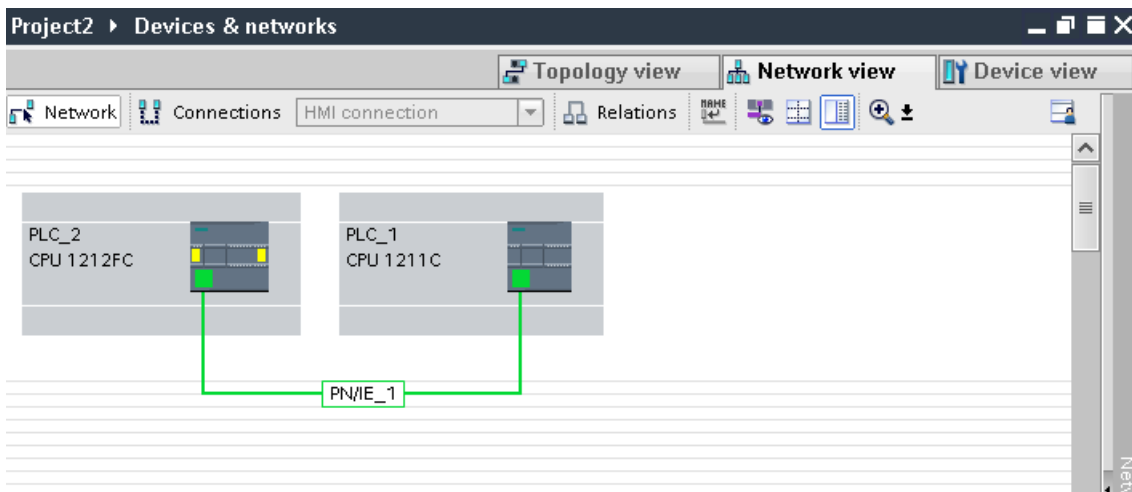 Project2 ▸ Devices & networks
Topology view Network view Device view
Network Connections HMI connection Relations NAME
PLC_2
CPU 1212FC
PLC_1
CPU 1211C
PN/IE_1